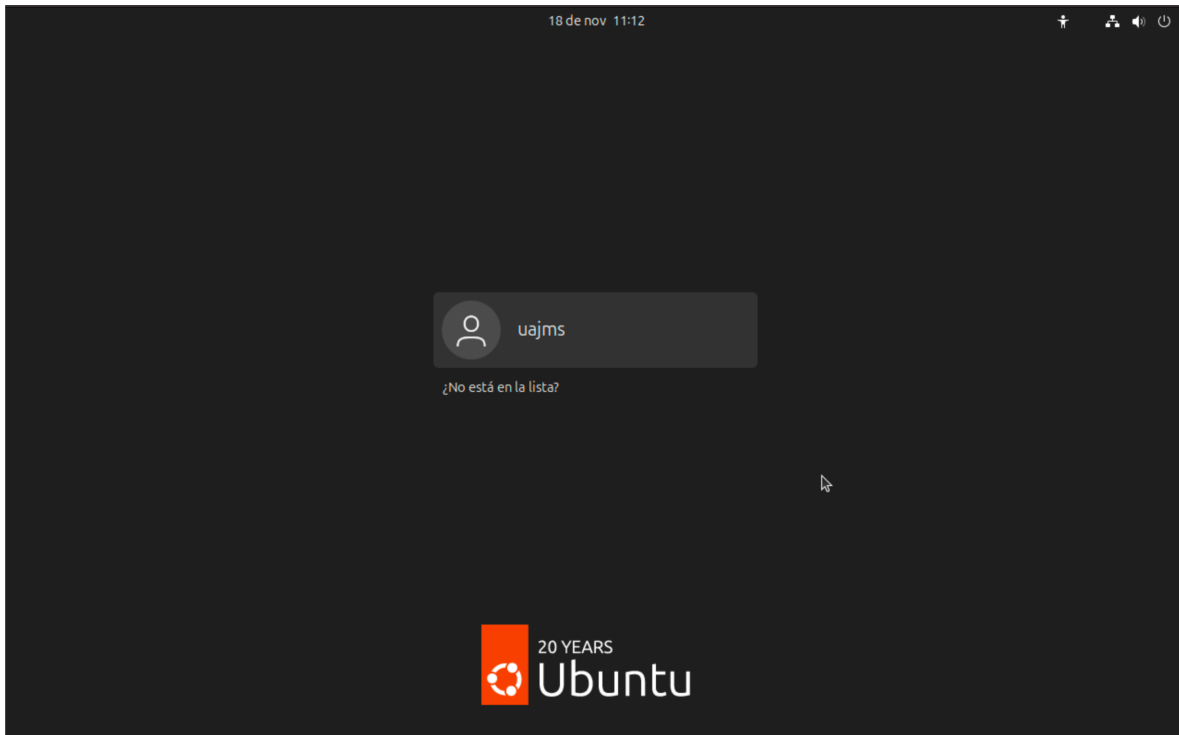 18 de nov 11:12
uajms
¿No está en la lista?
20 YEARS
Ubuntu